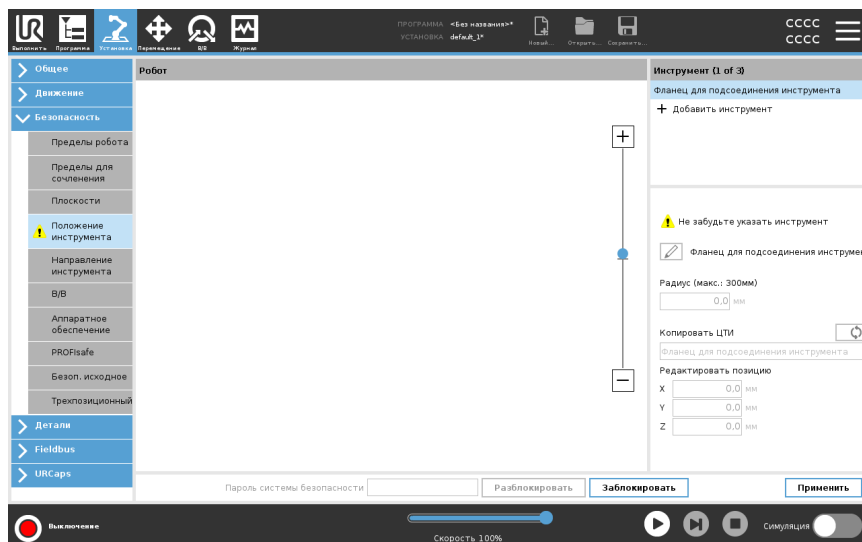 ПРОГРАММА <Без названия>*
УСТАНОВКА default_1*
Выполнить Программа Установка Перемещение В/В Журнал
Новый... Открыть... Сохранить...
CCCC
CCCC
Общее
Движение
Безопасность
Пределы робота
Пределы для
сочленения
Плоскости
Положение
инструмента
Направление
инструмента
В/В
Аппаратное
обеспечение
PROFIsafe
Безоп. исходное
Трехпозиционный
Детали
Fieldbus
URCaps
Робот
Инструмент (1 of 3)
Фланец для подсоединения инструмента
Добавить инструмент
Не забудьте указать инструмент
Фланец для подсоединения инструме
Радиус (макс.: 300мм)
0,0 мм
Копировать ЦТИ
Фланец для подсоединения инструмента
Редактировать позицию
X 0,0 мм
Y 0,0 мм
Z 0,0 мм
Пароль системы безопасности Разблокировать Заблокировать Применить
Выключение
Скорость 100%
Симуляция